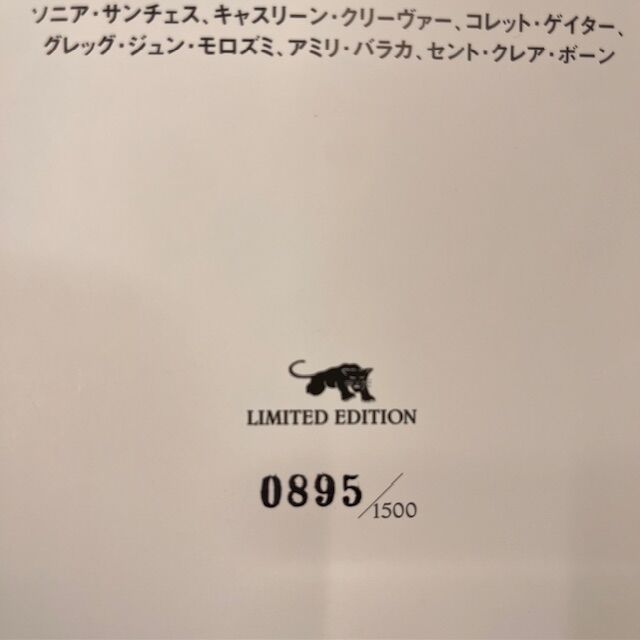 ソニア・サンチェス、キャスリーン・クリーヴァー、コレット・ゲイター、
グレッグ・ジュン・モロズミ、アミリ・バラカ、セント・クレア・ボーン
LIMITED EDITION
0895/1500